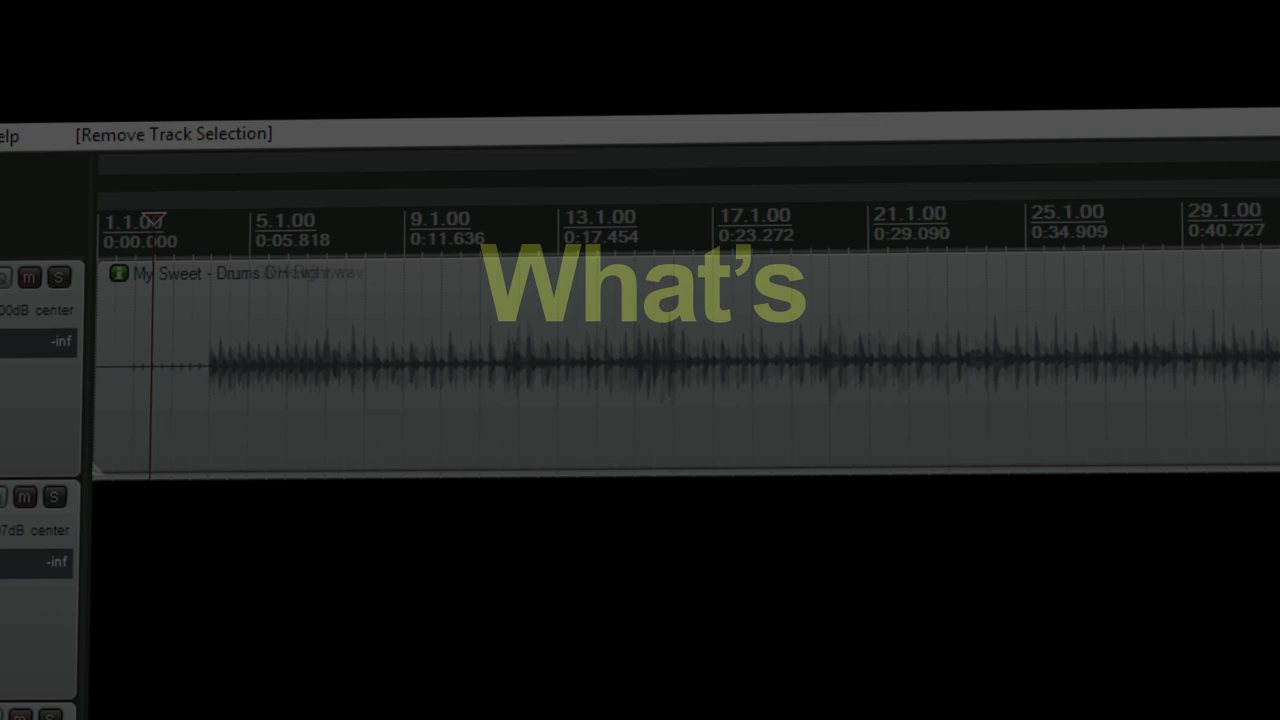 elp [Remove Track Selection]
1.1.00 5.1.00 9.1.00 13.1.00 17.1.00 21.1.00 25.1.00 29.1.00
0:00.000 0:05.818 0:11.636 0:17.454 0:23.272 0:29.090 0:34.909 0:40.727
What's
m S
My Sweet - Drums
00dB center
-inf
m S
07dB center
-inf
m S